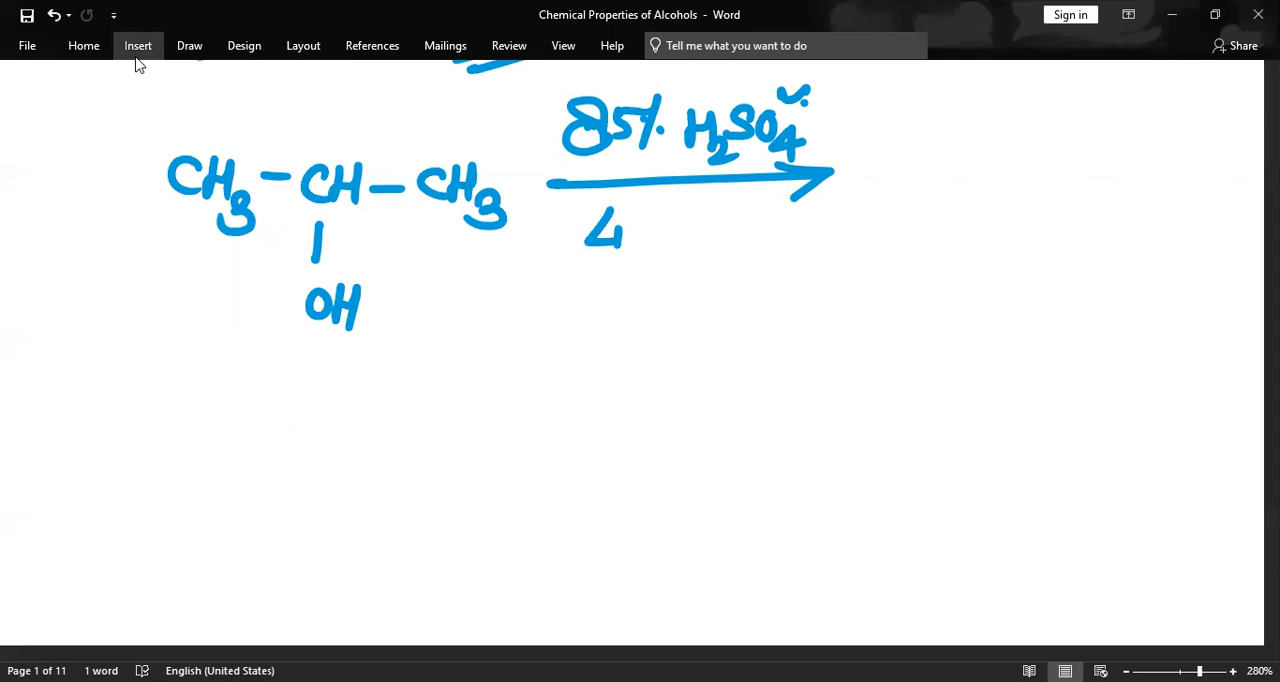 Chemical Properties of Alcohols - Word
Sign in
File Home Insert Draw Design Layout References Mailings Review View Help Tell me what you want to do Share
85% H2SO4
CH3 - CH - CH3
Δ
OH
Page 1 of 11 1 word English (United States) 280%